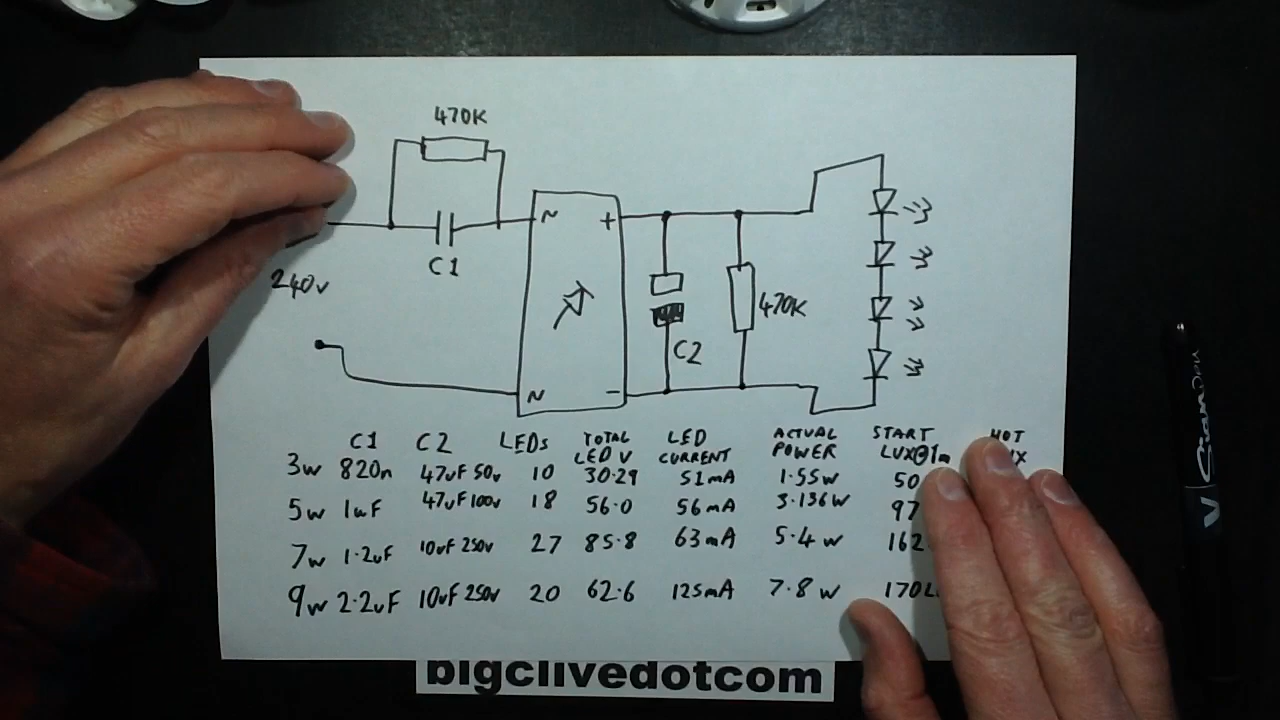 470K
C1
240v
~ +
~ −
C2
470K
C1 C2 LEDs TOTAL LED V LED CURRENT ACTUAL POWER START LUX@1m HOT
3w 820n 47uF 50v 10 30.29 51mA 1.55w 50
5w 1uF 47uF 100v 18 56.0 56mA 3.136w 97
7w 1.2uF 10uF 250v 27 85.8 63mA 5.4w 162
9w 2.2uF 10uF 250v 20 62.6 125mA 7.8w 170L
bigclivedotcom